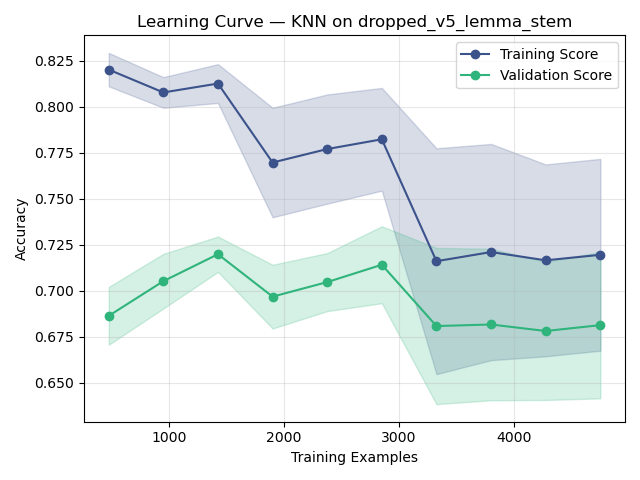 Learning Curve — KNN on dropped_v5_lemma_stem
Training Score
Validation Score
0.825
0.800
0.775
0.750
0.725
0.700
0.675
0.650
Accuracy
1000
2000
3000
4000
Training Examples